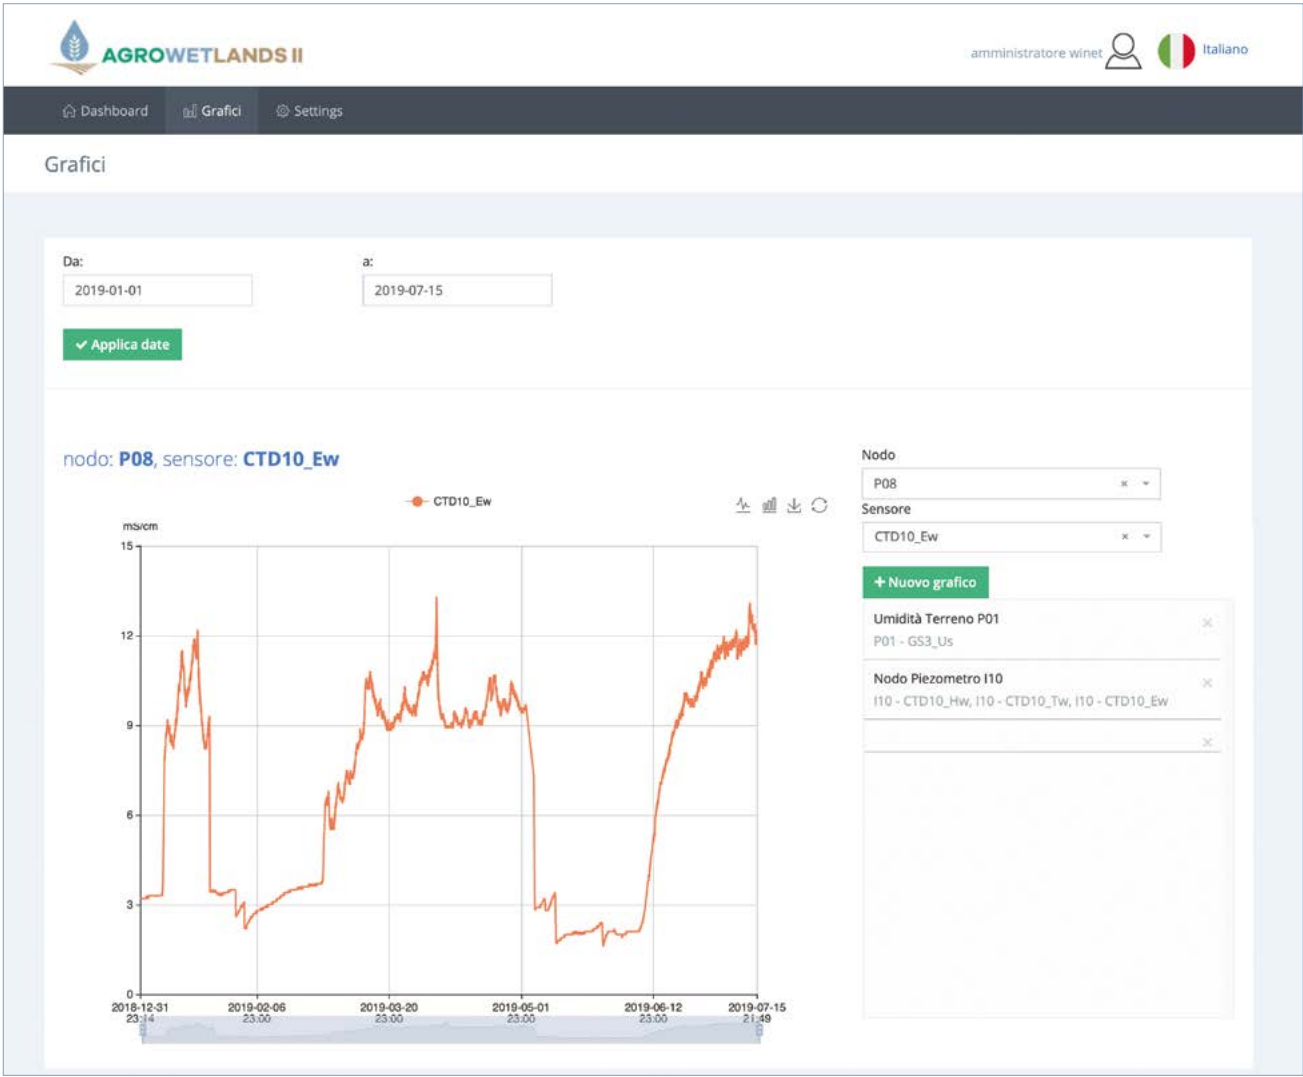 AGROWETLANDS II
amministratore winet
Italiano
Dashboard
Grafici
Settings
Grafici
Da:
a:
2019-01-01
2019-07-15
Applica date
nodo: P08, sensore: CTD10_Ew
CTD10_Ew
mS/cm
15
12
9
6
3
0
2018-12-31
23:14
2019-02-06
23:00
2019-03-20
23:00
2019-05-01
23:00
2019-06-12
23:00
2019-07-15
21:49
Nodo
P08
Sensore
CTD10_Ew
+ Nuovo grafico
Umidità Terreno P01
P01 - GS3_Us
Nodo Piezometro I10
I10 - CTD10_Hw, I10 - CTD10_Tw, I10 - CTD10_Ew